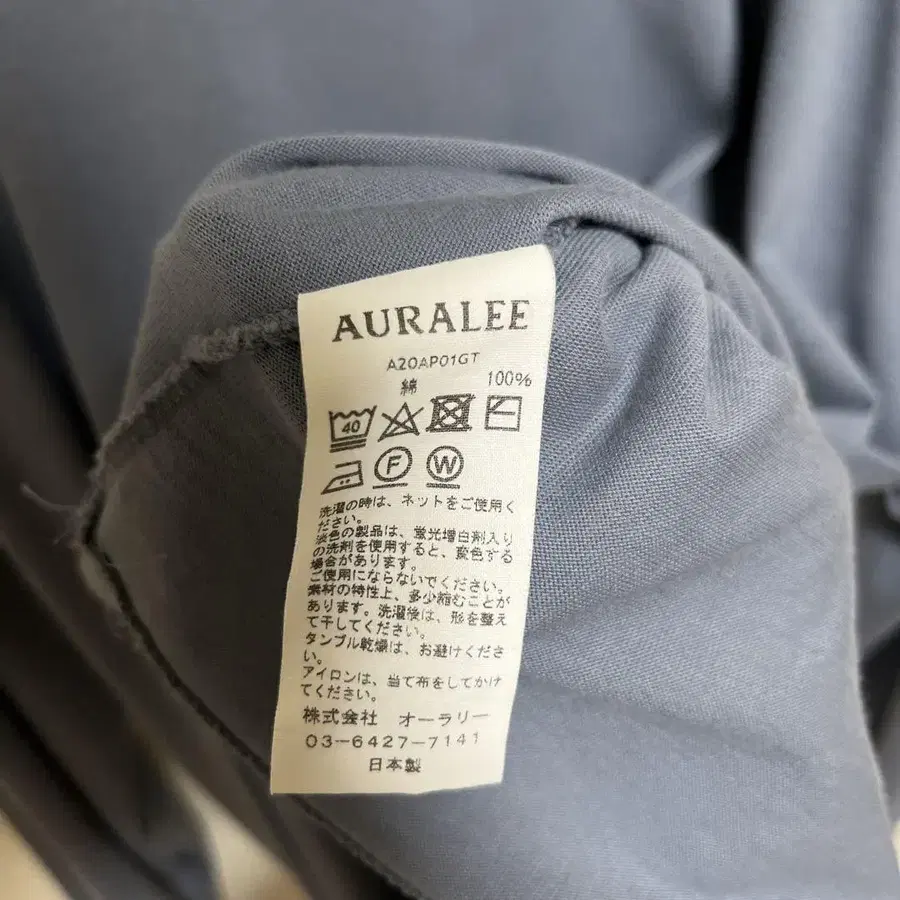 AURALEE
A20AP01GT
綿 100%
40
F W
洗濯の時は、ネットをご使用く
ださい。
淡色の製品は、蛍光増白剤入り
の洗剤を使用すると、変色する
場合があります。
ご使用にならないでください。
素材の特性上、多少縮むことが
あります。洗濯後は、形を整え
て干してください。
タンブル乾燥は、お避けくださ
い。
アイロンは、当て布をしてかけ
てください。
株式会社 オーラリー
03-6427-7141
日本製